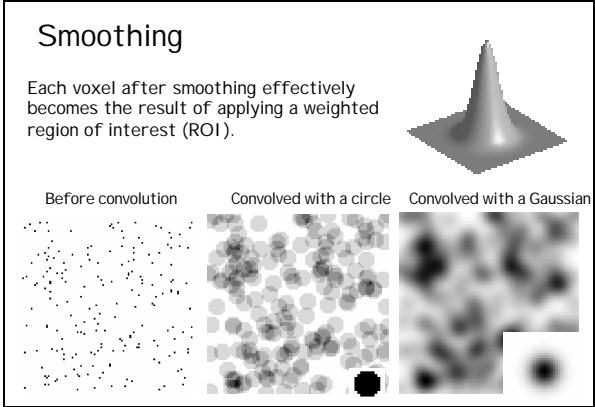 Smoothing
Each voxel after smoothing effectively
becomes the result of applying a weighted
region of interest (ROI).
Before convolution
Convolved with a circle
Convolved with a Gaussian